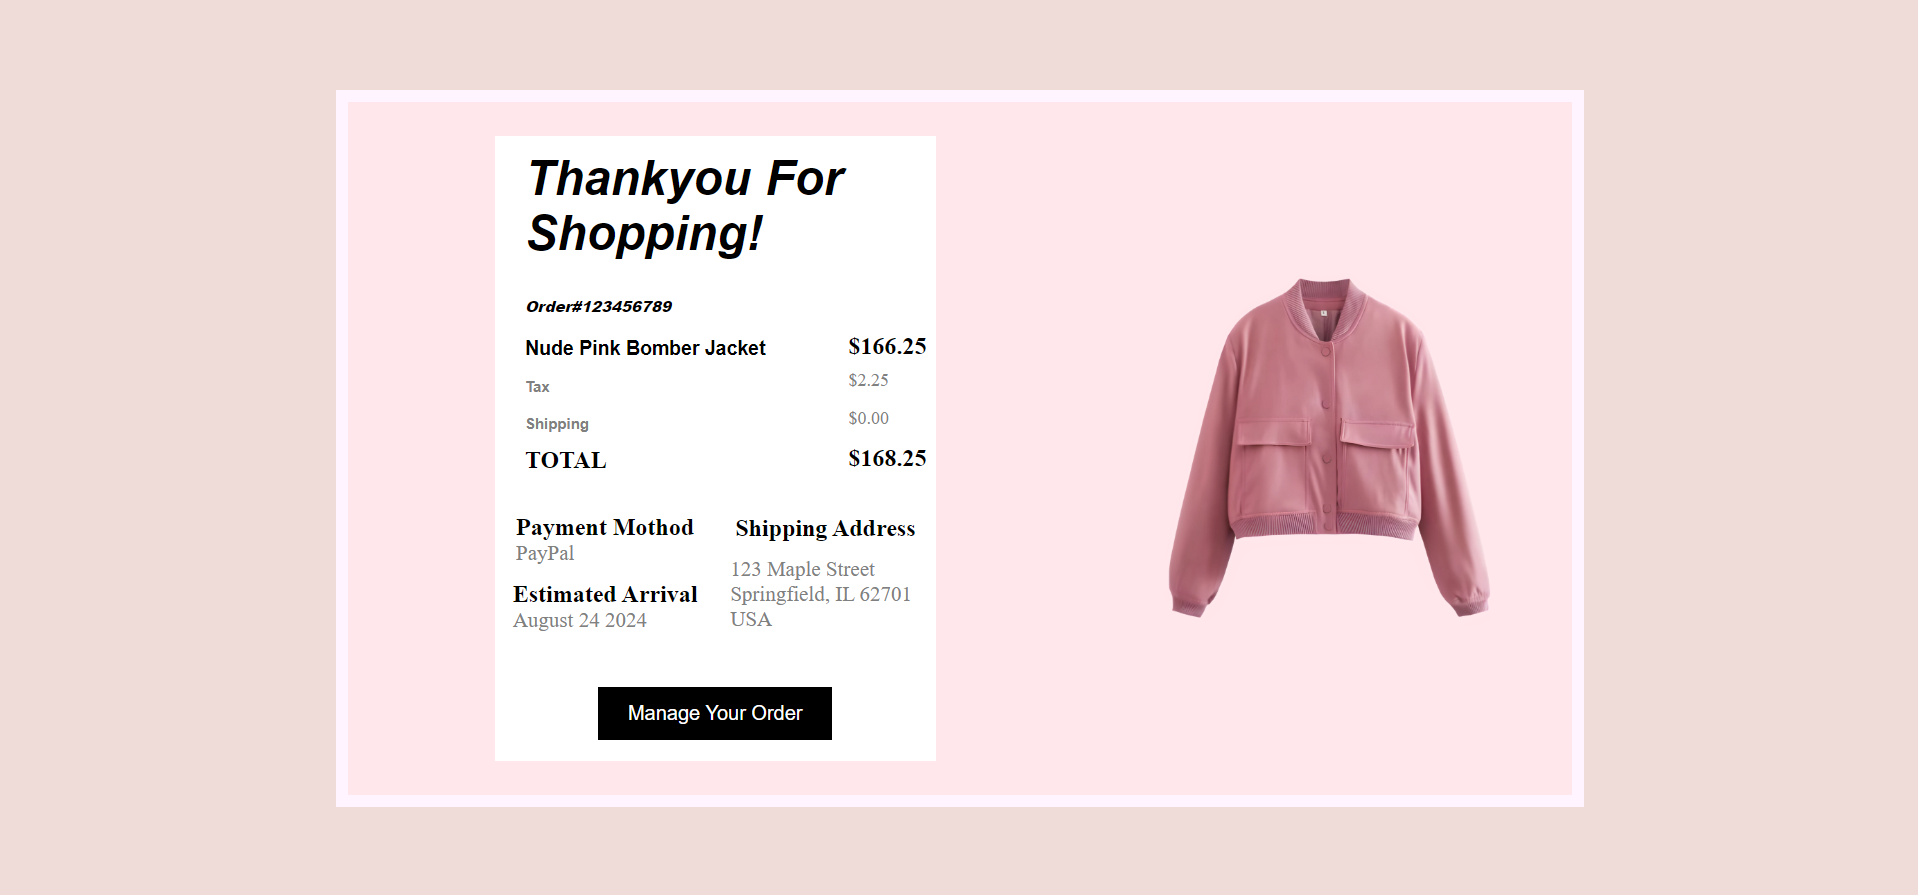 Thankyou For
Shopping!
Order#123456789
Nude Pink Bomber Jacket $166.25
Tax $2.25
Shipping $0.00
TOTAL $168.25
Payment Mothod
PayPal
Estimated Arrival
August 24 2024
Shipping Address
123 Maple Street
Springfield, IL 62701
USA
Manage Your Order